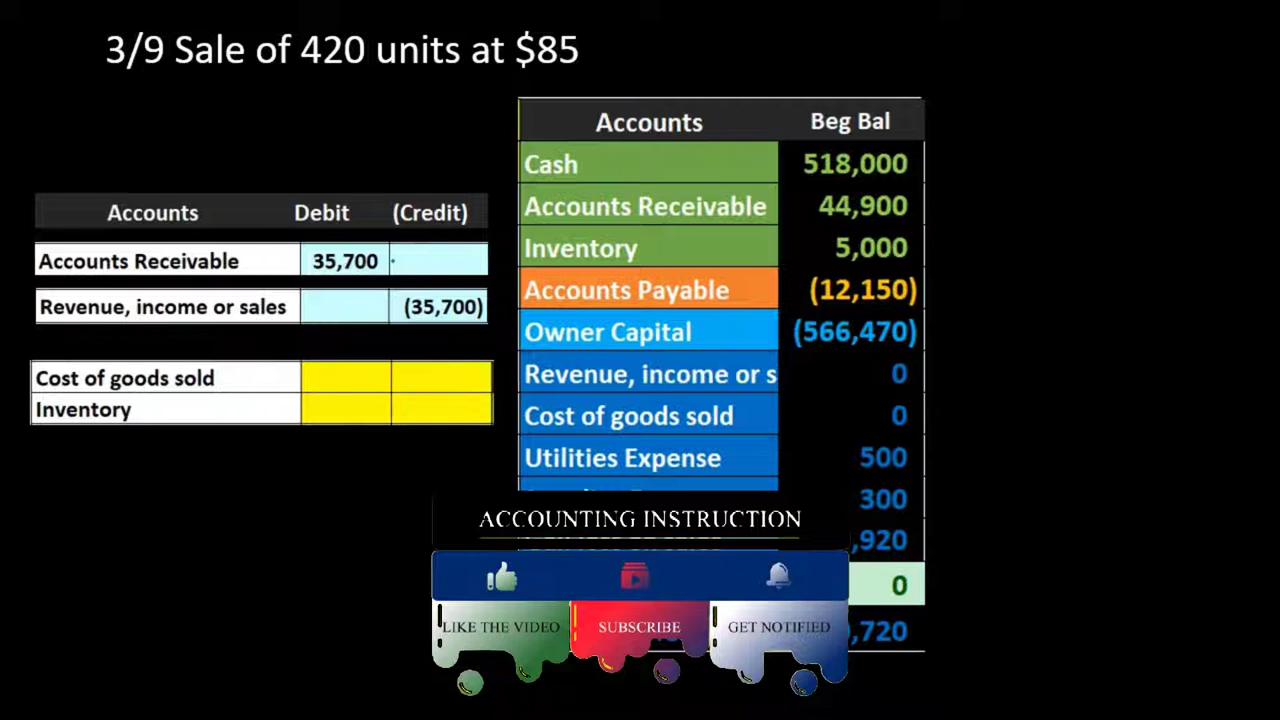 3/9 Sale of 420 units at $85
Accounts Debit (Credit)
Accounts Receivable 35,700
Revenue, income or sales (35,700)
Cost of goods sold
Inventory
Accounts Beg Bal
Cash 518,000
Accounts Receivable 44,900
Inventory 5,000
Accounts Payable (12,150)
Owner Capital (566,470)
Revenue, income or s 0
Cost of goods sold 0
Utilities Expense 500
300
,920
0
,720
ACCOUNTING INSTRUCTION
LIKE THE VIDEO SUBSCRIBE GET NOTIFIED